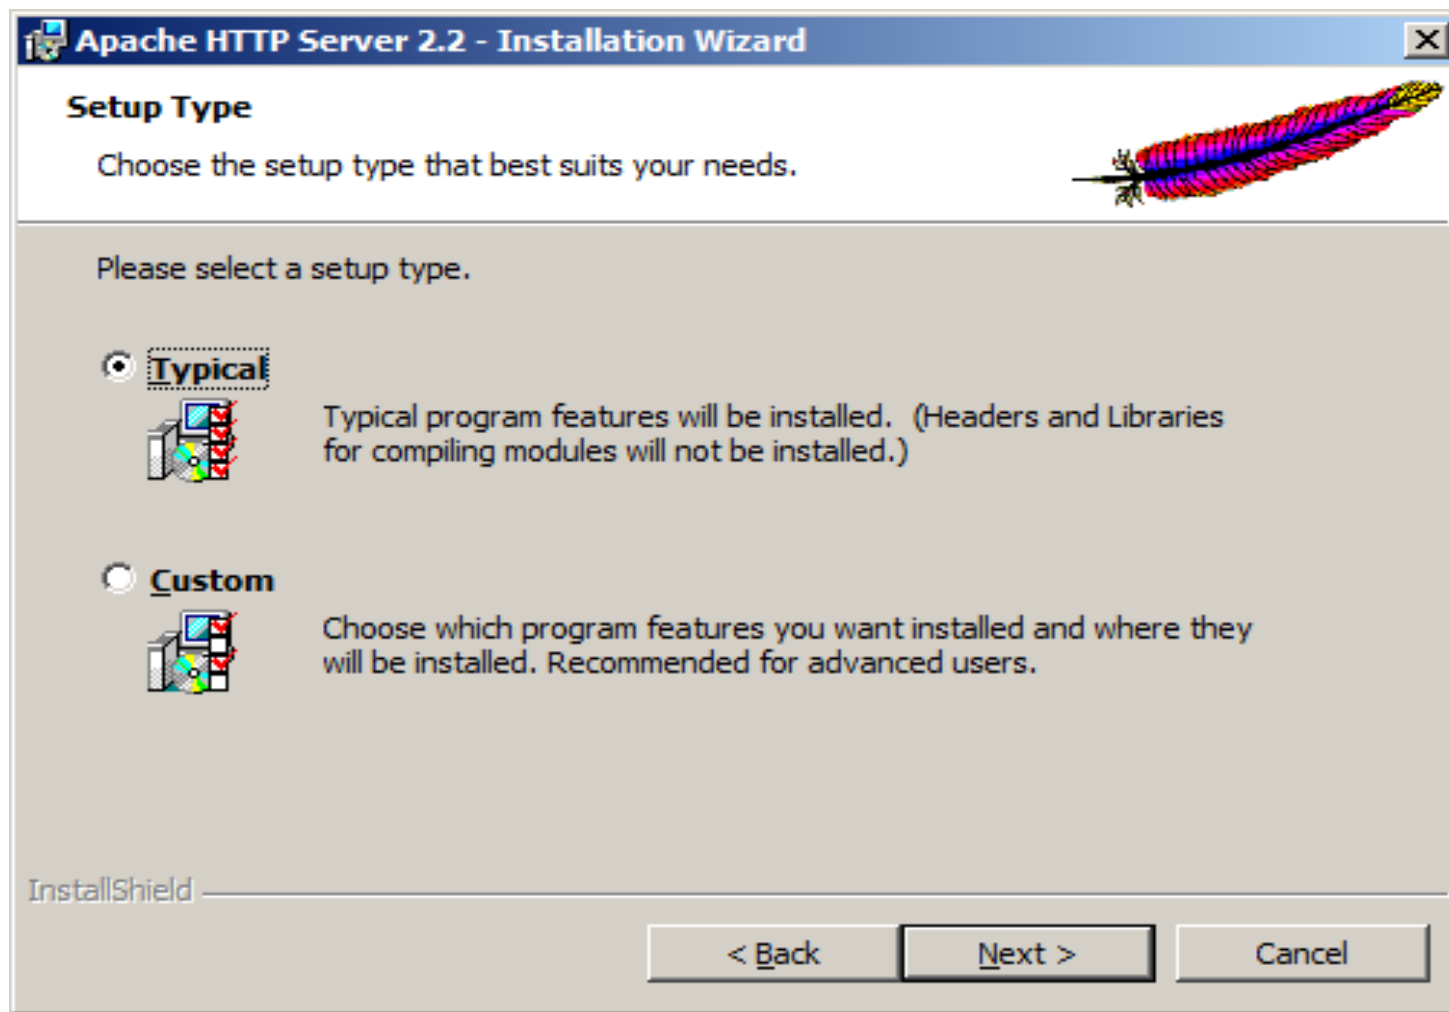 Apache HTTP Server 2.2 - Installation Wizard
Setup Type
Choose the setup type that best suits your needs.
Please select a setup type.
Typical
Typical program features will be installed.  (Headers and Libraries
for compiling modules will not be installed.)
Custom
Choose which program features you want installed and where they
will be installed. Recommended for advanced users.
InstallShield
< Back
Next >
Cancel